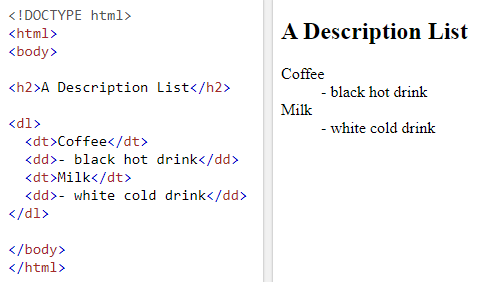 <!DOCTYPE html>
<html>
<body>
<h2>A Description List</h2>
<dl>
<dt>Coffee</dt>
<dd>- black hot drink</dd>
<dt>Milk</dt>
<dd>- white cold drink</dd>
</dl>
</body>
</html>
A Description List
Coffee
- black hot drink
Milk
- white cold drink